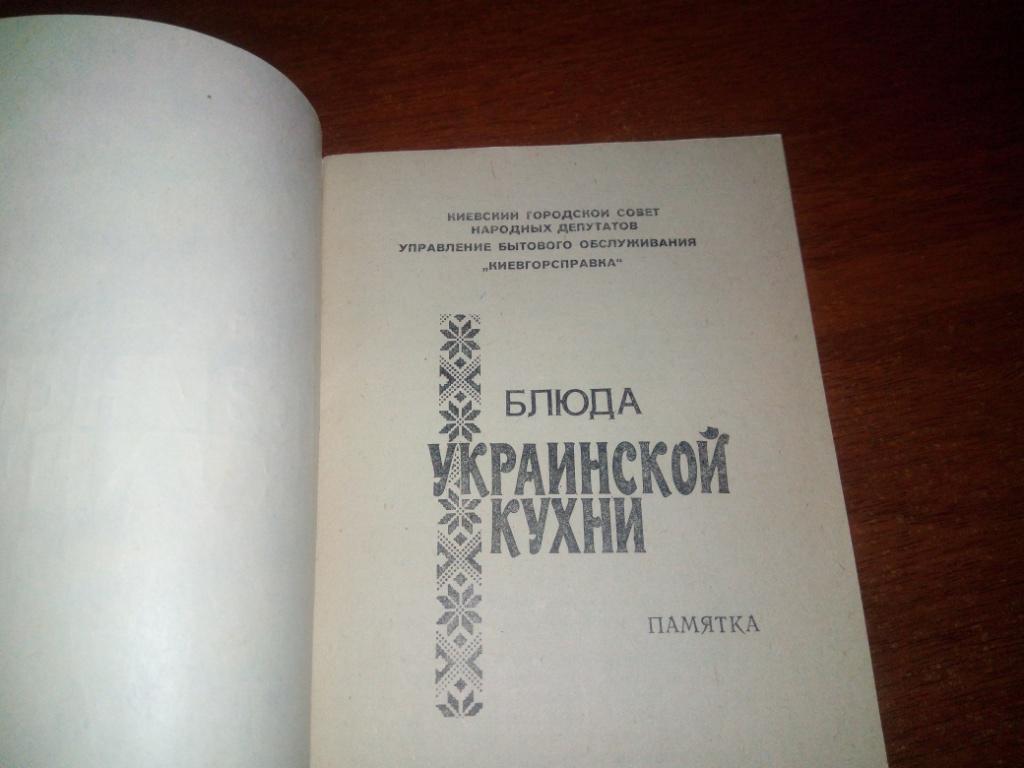 КИЕВСКИЙ ГОРОДСКОЙ СОВЕТ
НАРОДНЫХ ДЕПУТАТОВ
УПРАВЛЕНИЕ БЫТОВОГО ОБСЛУЖИВАНИЯ
„КИЕВГОРСПРАВКА“
БЛЮДА
УКРАИНСКОЙ
КУХНИ
ПАМЯТКА